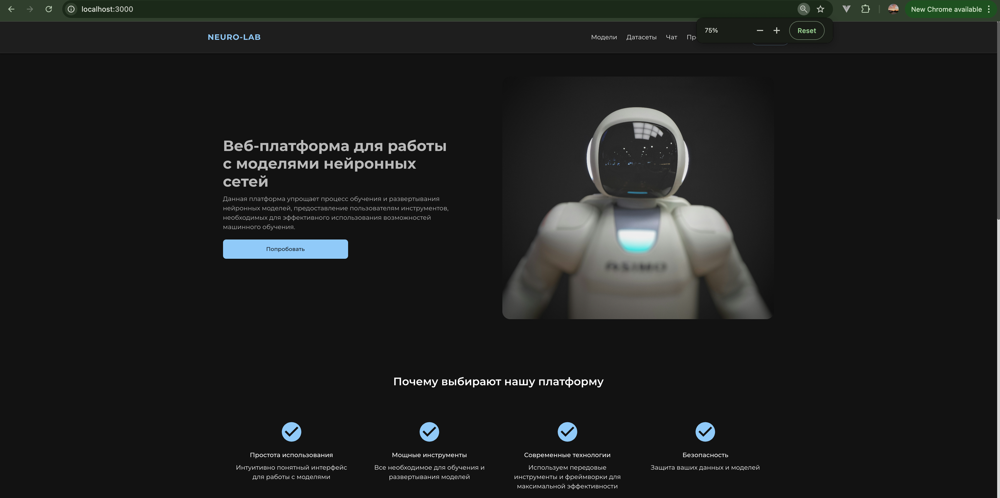 localhost:3000
New Chrome available
75%
Reset
NEURO-LAB
Модели Датасеты Чат
Веб-платформа для работы
с моделями нейронных
сетей
Данная платформа упрощает процесс обучения и развертывания
нейронных моделей, предоставление пользователям инструментов,
необходимых для эффективного использования возможностей
машинного обучения.
Попробовать
ASIMO
Почему выбирают нашу платформу
Простота использования
Интуитивно понятный интерфейс
для работы с моделями
Мощные инструменты
Все необходимое для обучения и
развертывания моделей
Современные технологии
Используем передовые
инструменты и фреймворки для
максимальной эффективности
Безопасность
Защита ваших данных и моделей